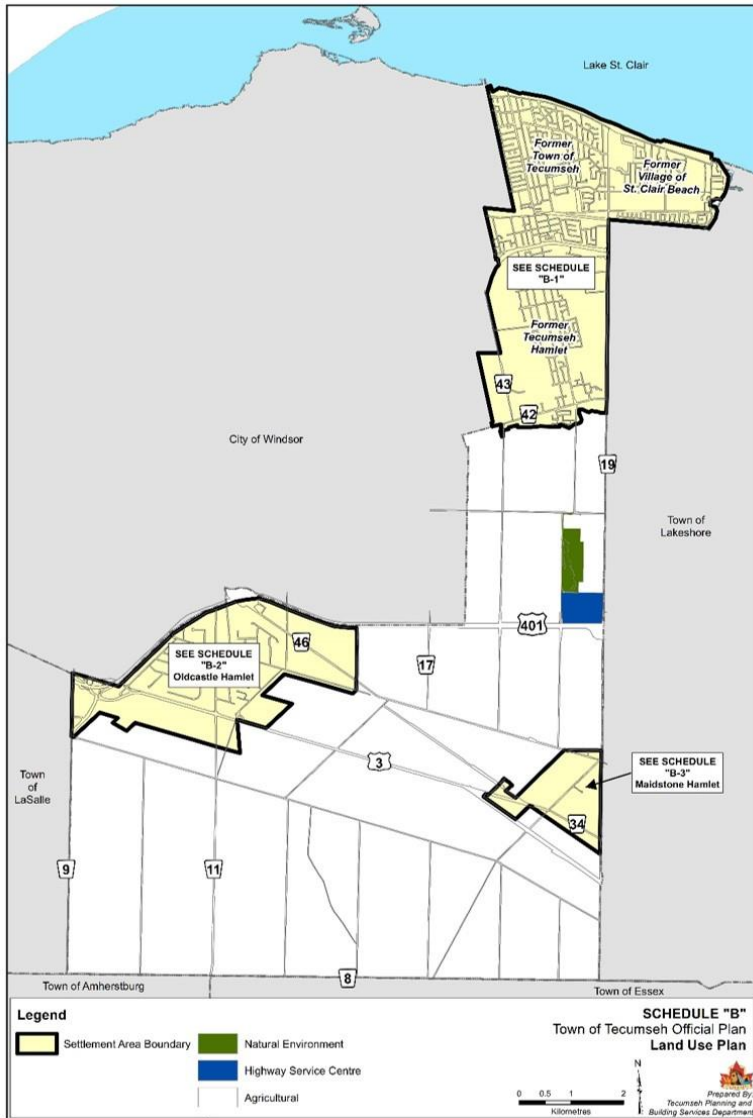 Lake St. Clair
Former
Town of
Tecumseh
Former
Village of
St. Clair Beach
SEE SCHEDULE
"B-1"
Former
Tecumseh
Hamlet
43
42
City of Windsor
19
Town of
Lakeshore
401
SEE SCHEDULE
"B-2"
Oldcastle Hamlet
46
17
3
SEE SCHEDULE
"B-3"
Maidstone Hamlet
34
Town
of
LaSalle
9
11
8
Town of Amherstburg
Town of Essex
Legend
Settlement Area Boundary
Natural Environment
Highway Service Centre
Agricultural
SCHEDULE "B"
Town of Tecumseh Official Plan
Land Use Plan
N
0 0.5 1 2
Kilometres
Prepared By:
Tecumseh Planning and
Building Services Department